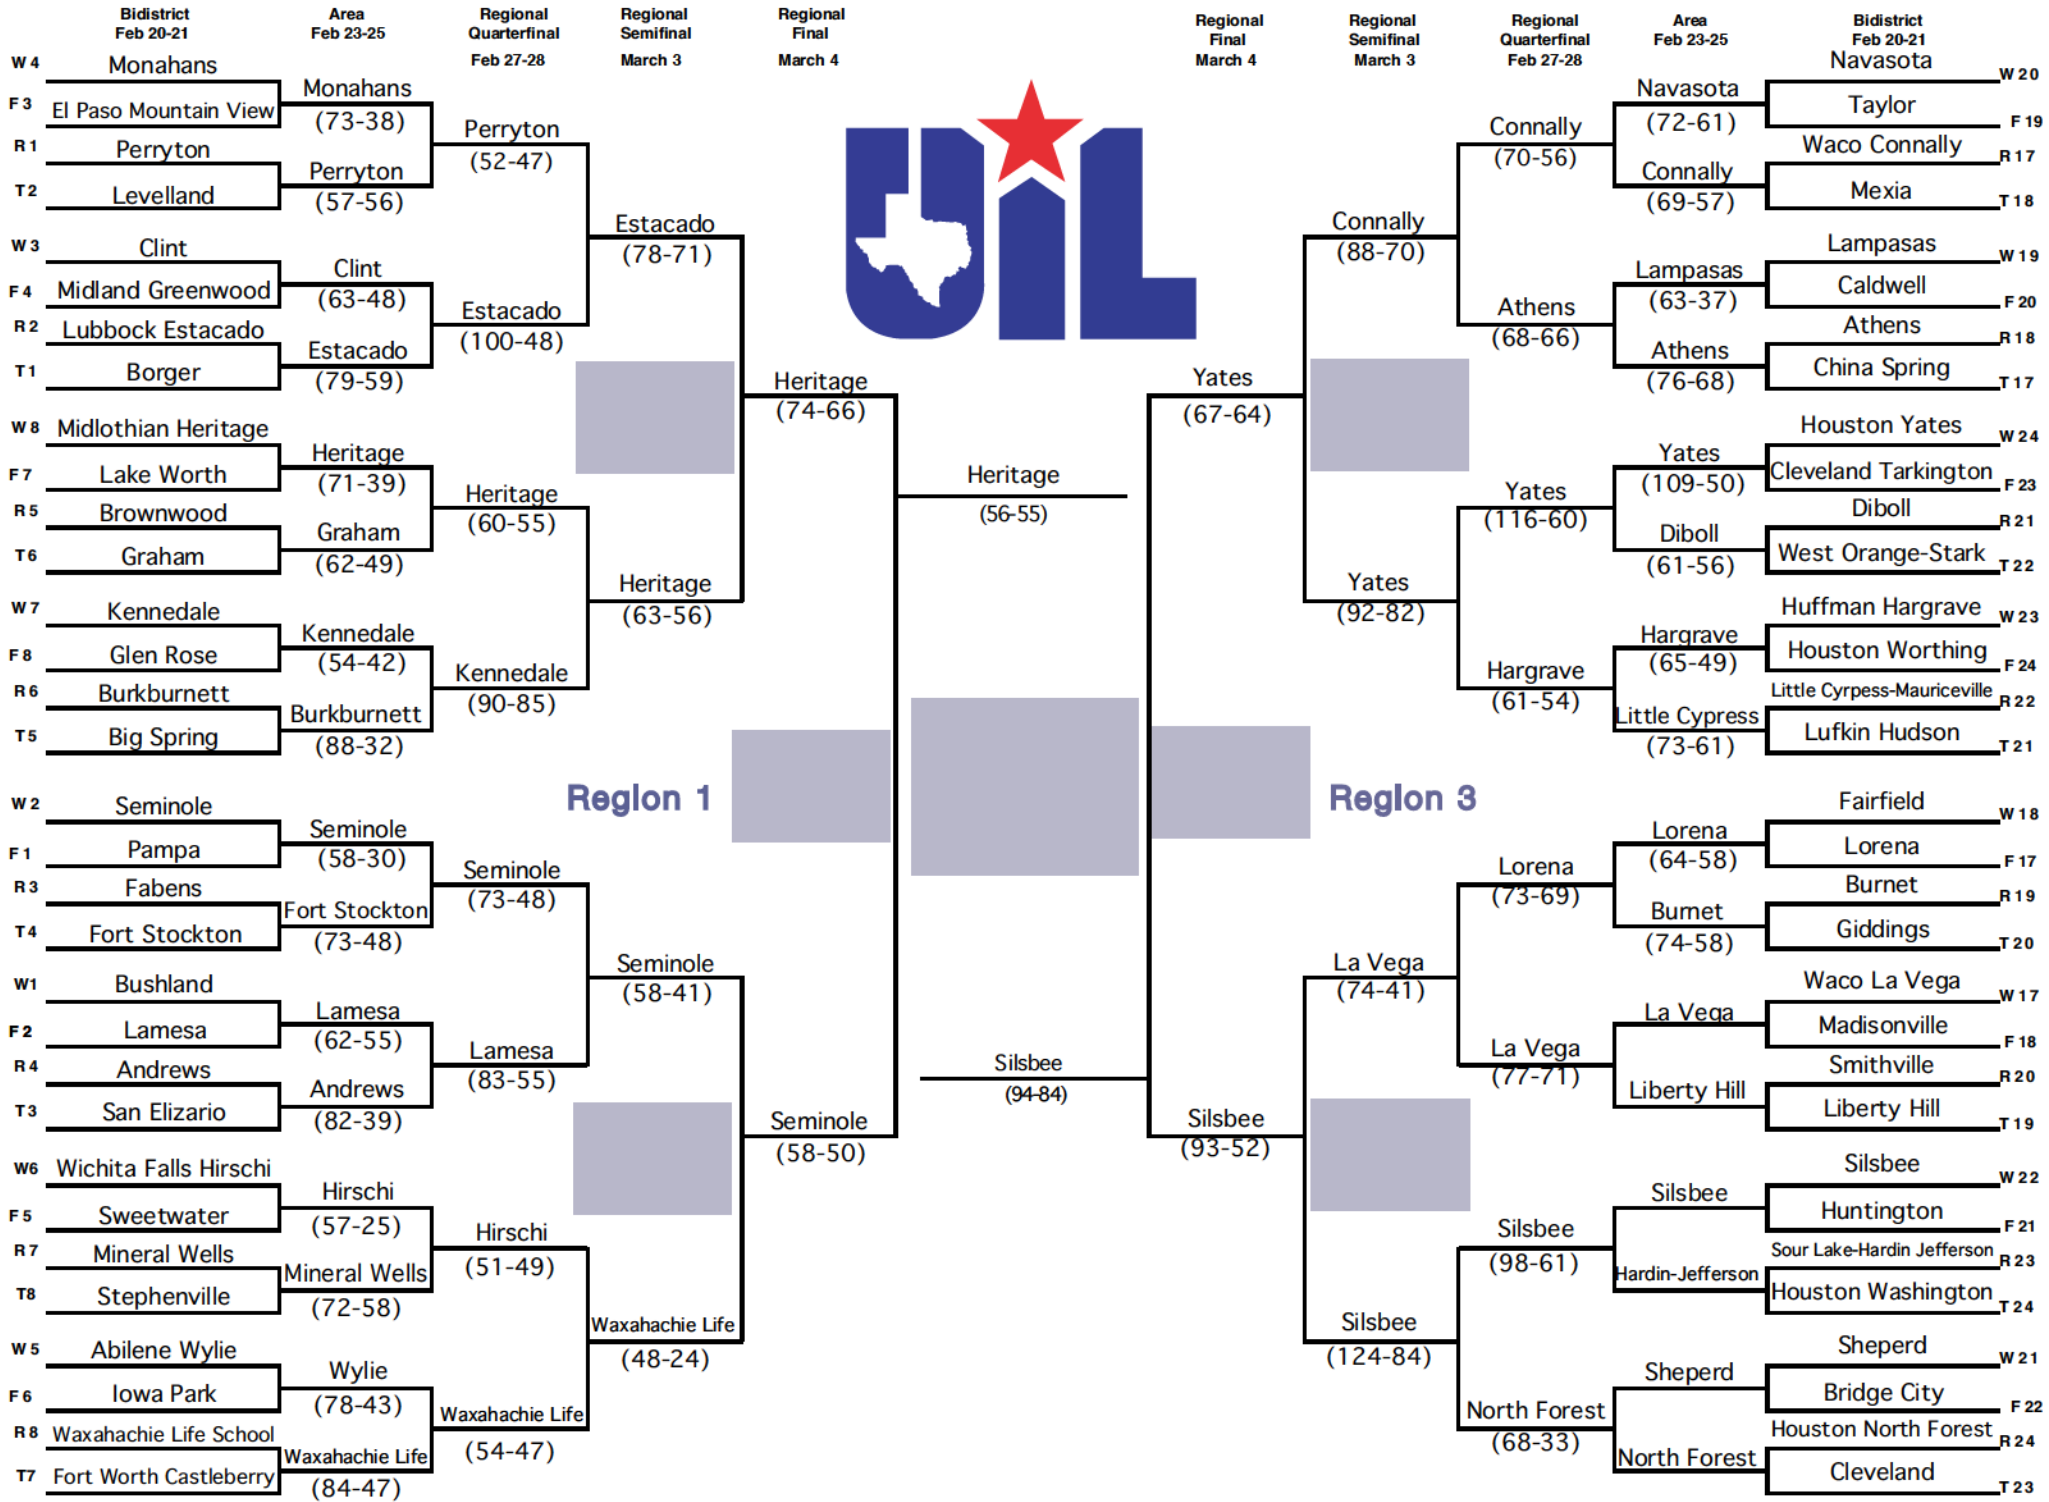 Bidistrict
Feb 20-21
Area
Feb 23-25
Regional
Quarterfinal
Feb 27-28
Regional
Semifinal
March 3
Regional
Final
March 4
Regional
Final
March 4
Regional
Semifinal
March 3
Regional
Quarterfinal
Feb 27-28
Area
Feb 23-25
Bidistrict
Feb 20-21
W 4
Monahans
F 3
El Paso Mountain View
R 1
Perryton
T 2
Levelland
W 3
Clint
F 4
Midland Greenwood
R 2
Lubbock Estacado
T 1
Borger
W 8
Midlothian Heritage
F 7
Lake Worth
R 5
Brownwood
T 6
Graham
W 7
Kennedale
F 8
Glen Rose
R 6
Burkburnett
T 5
Big Spring
W 2
Seminole
F 1
Pampa
R 3
Fabens
T 4
Fort Stockton
W1
Bushland
F 2
Lamesa
R 4
Andrews
T 3
San Elizario
W6
Wichita Falls Hirschi
F 5
Sweetwater
R 7
Mineral Wells
T8
Stephenville
W 5
Abilene Wylie
F 6
Iowa Park
R 8
Waxahachie Life School
T7
Fort Worth Castleberry
Monahans
(73-38)
Perryton
(57-56)
Clint
(63-48)
Estacado
(79-59)
Heritage
(71-39)
Graham
(62-49)
Kennedale
(54-42)
Burkburnett
(88-32)
Seminole
(58-30)
Fort Stockton
(73-48)
Lamesa
(62-55)
Andrews
(82-39)
Hirschi
(57-25)
Mineral Wells
(72-58)
Wylie
(78-43)
Waxahachie Life
(84-47)
Perryton
(52-47)
Estacado
(100-48)
Heritage
(60-55)
Kennedale
(90-85)
Seminole
(73-48)
Lamesa
(83-55)
Hirschi
(51-49)
Waxahachie Life
(54-47)
Estacado
(78-71)
Heritage
(63-56)
Seminole
(58-41)
Waxahachie Life
(48-24)
Heritage
(74-66)
Seminole
(58-50)
Region 1
UIL
Heritage
(56-55)
Silsbee
(94-84)
Region 3
Yates
(67-64)
Silsbee
(93-52)
Connally
(88-70)
Yates
(92-82)
La Vega
(74-41)
Silsbee
(124-84)
Connally
(70-56)
Athens
(68-66)
Yates
(116-60)
Hargrave
(61-54)
Lorena
(73-69)
La Vega
(77-71)
Silsbee
(98-61)
North Forest
(68-33)
Navasota
(72-61)
Connally
(69-57)
Lampasas
(63-37)
Athens
(76-68)
Yates
(109-50)
Diboll
(61-56)
Hargrave
(65-49)
Little Cypress
(73-61)
Lorena
(64-58)
Burnet
(74-58)
La Vega
Liberty Hill
Silsbee
Hardin-Jefferson
Sheperd
North Forest
Navasota
W 20
Taylor
F 19
Waco Connally
R 17
Mexia
T 18
Lampasas
W 19
Caldwell
F 20
Athens
R 18
China Spring
T 17
Houston Yates
W 24
Cleveland Tarkington
F 23
Diboll
R 21
West Orange-Stark
T 22
Huffman Hargrave
W 23
Houston Worthing
F 24
Little Cyrpess-Mauriceville
R 22
Lufkin Hudson
T 21
Fairfield
W 18
Lorena
F 17
Burnet
R 19
Giddings
T 20
Waco La Vega
W 17
Madisonville
F 18
Smithville
R 20
Liberty Hill
T 19
Silsbee
W 22
Huntington
F 21
Sour Lake-Hardin Jefferson
R 23
Houston Washington
T 24
Sheperd
W 21
Bridge City
F 22
Houston North Forest
R 24
Cleveland
T 23